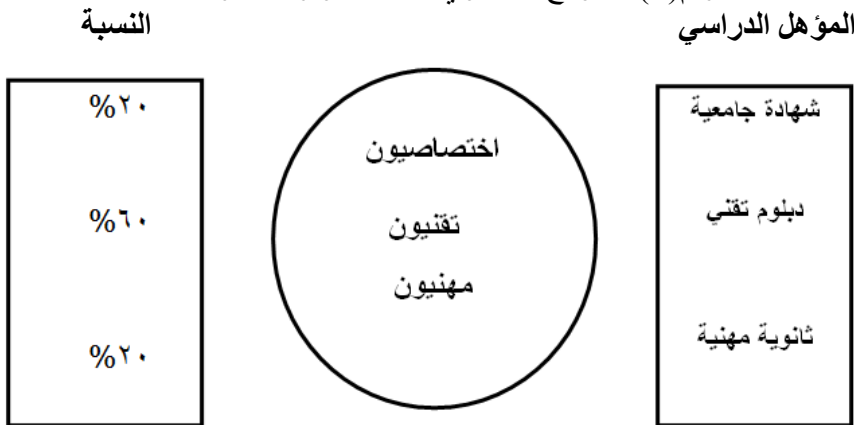 المؤهل الدراسي
النسبة
شهادة جامعية
اختصاصيون
%٢٠
دبلوم تقني
تقنيون
%٦٠
ثانوية مهنية
مهنيون
%٢٠